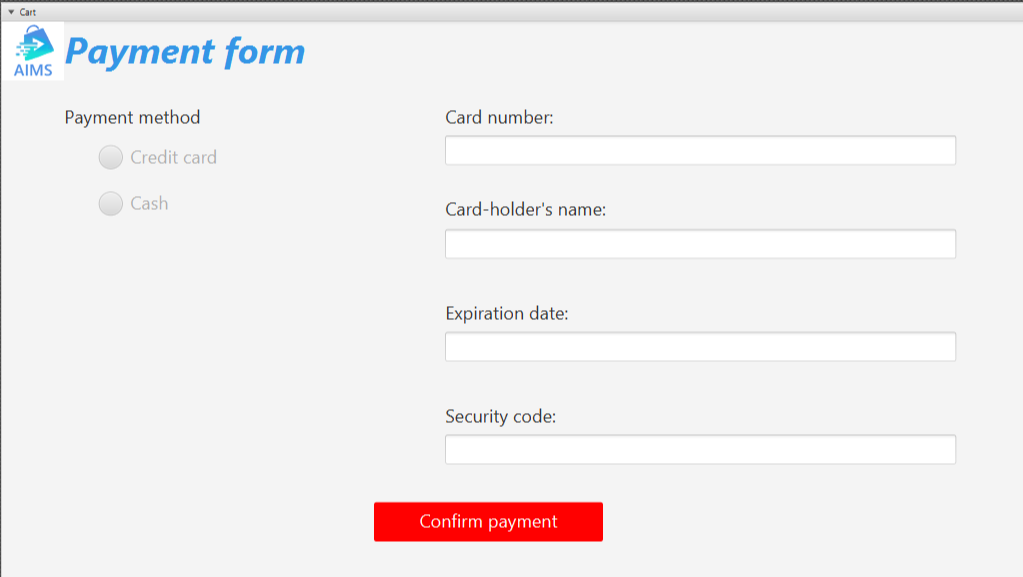 Cart
AIMS
Payment form
Payment method
Credit card
Cash
Card number:
Card-holder's name:
Expiration date:
Security code:
Confirm payment